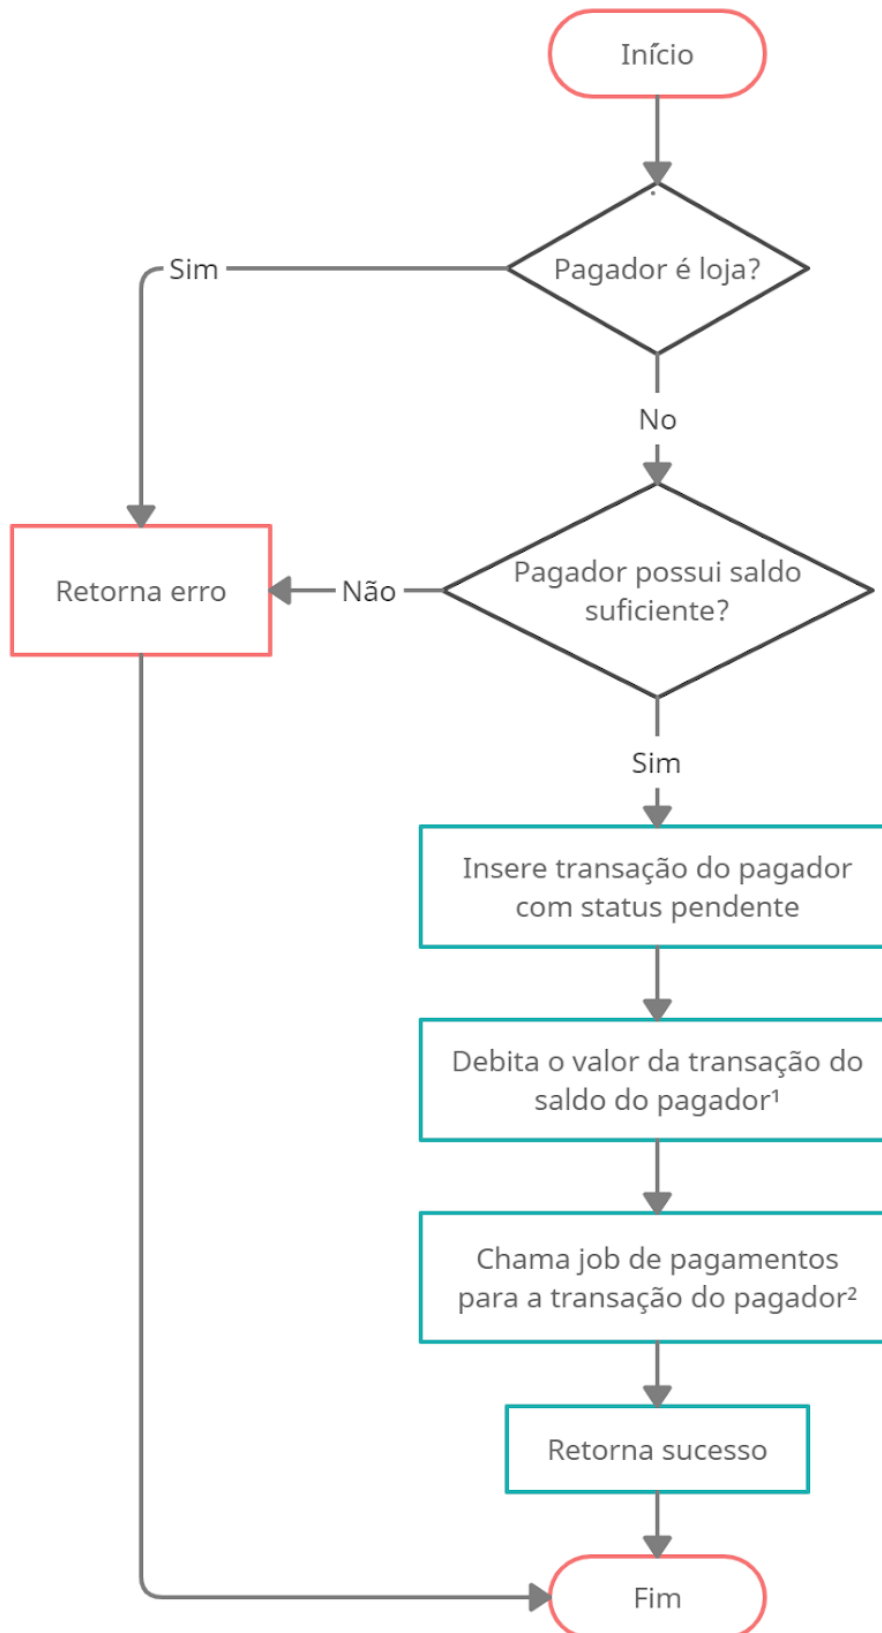 Início
Pagador é loja?
Sim
No
Pagador possui saldo
suficiente?
Não
Retorna erro
Sim
Insere transação do pagador
com status pendente
Debita o valor da transação do
saldo do pagador¹
Chama job de pagamentos
para a transação do pagador²
Retorna sucesso
Fim